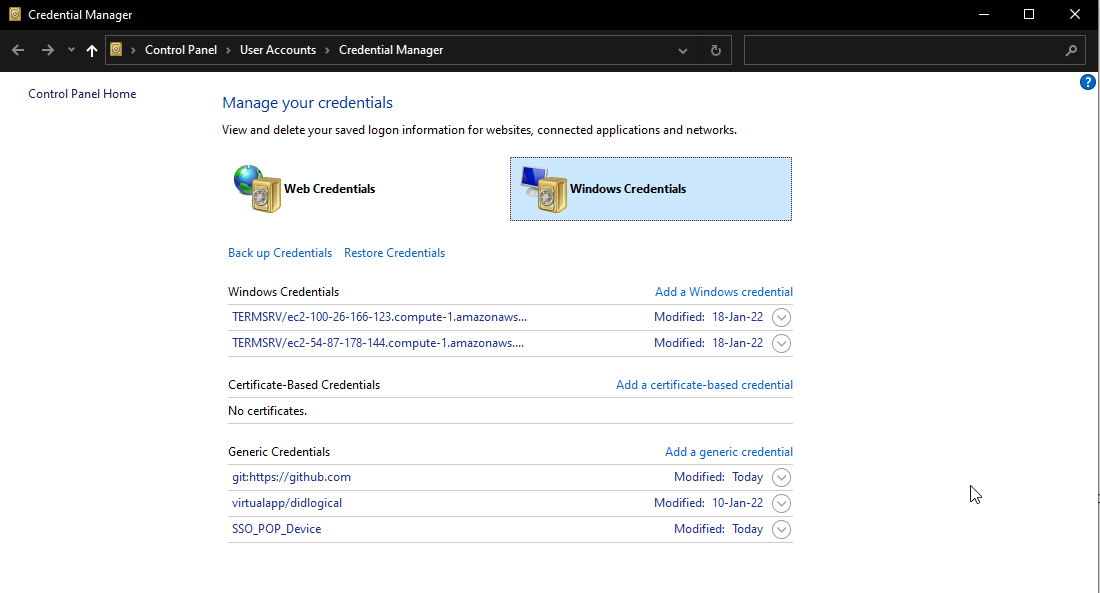 Credential Manager
Control Panel > User Accounts > Credential Manager
Control Panel Home
Manage your credentials
View and delete your saved logon information for websites, connected applications and networks.
Web Credentials
Windows Credentials
Back up Credentials Restore Credentials
Windows Credentials Add a Windows credential
TERMSRV/ec2-100-26-166-123.compute-1.amazonaws... Modified: 18-Jan-22
TERMSRV/ec2-54-87-178-144.compute-1.amazonaws.... Modified: 18-Jan-22
Certificate-Based Credentials Add a certificate-based credential
No certificates.
Generic Credentials Add a generic credential
git:https://github.com Modified: Today
virtualapp/didlogical Modified: 10-Jan-22
SSO_POP_Device Modified: Today